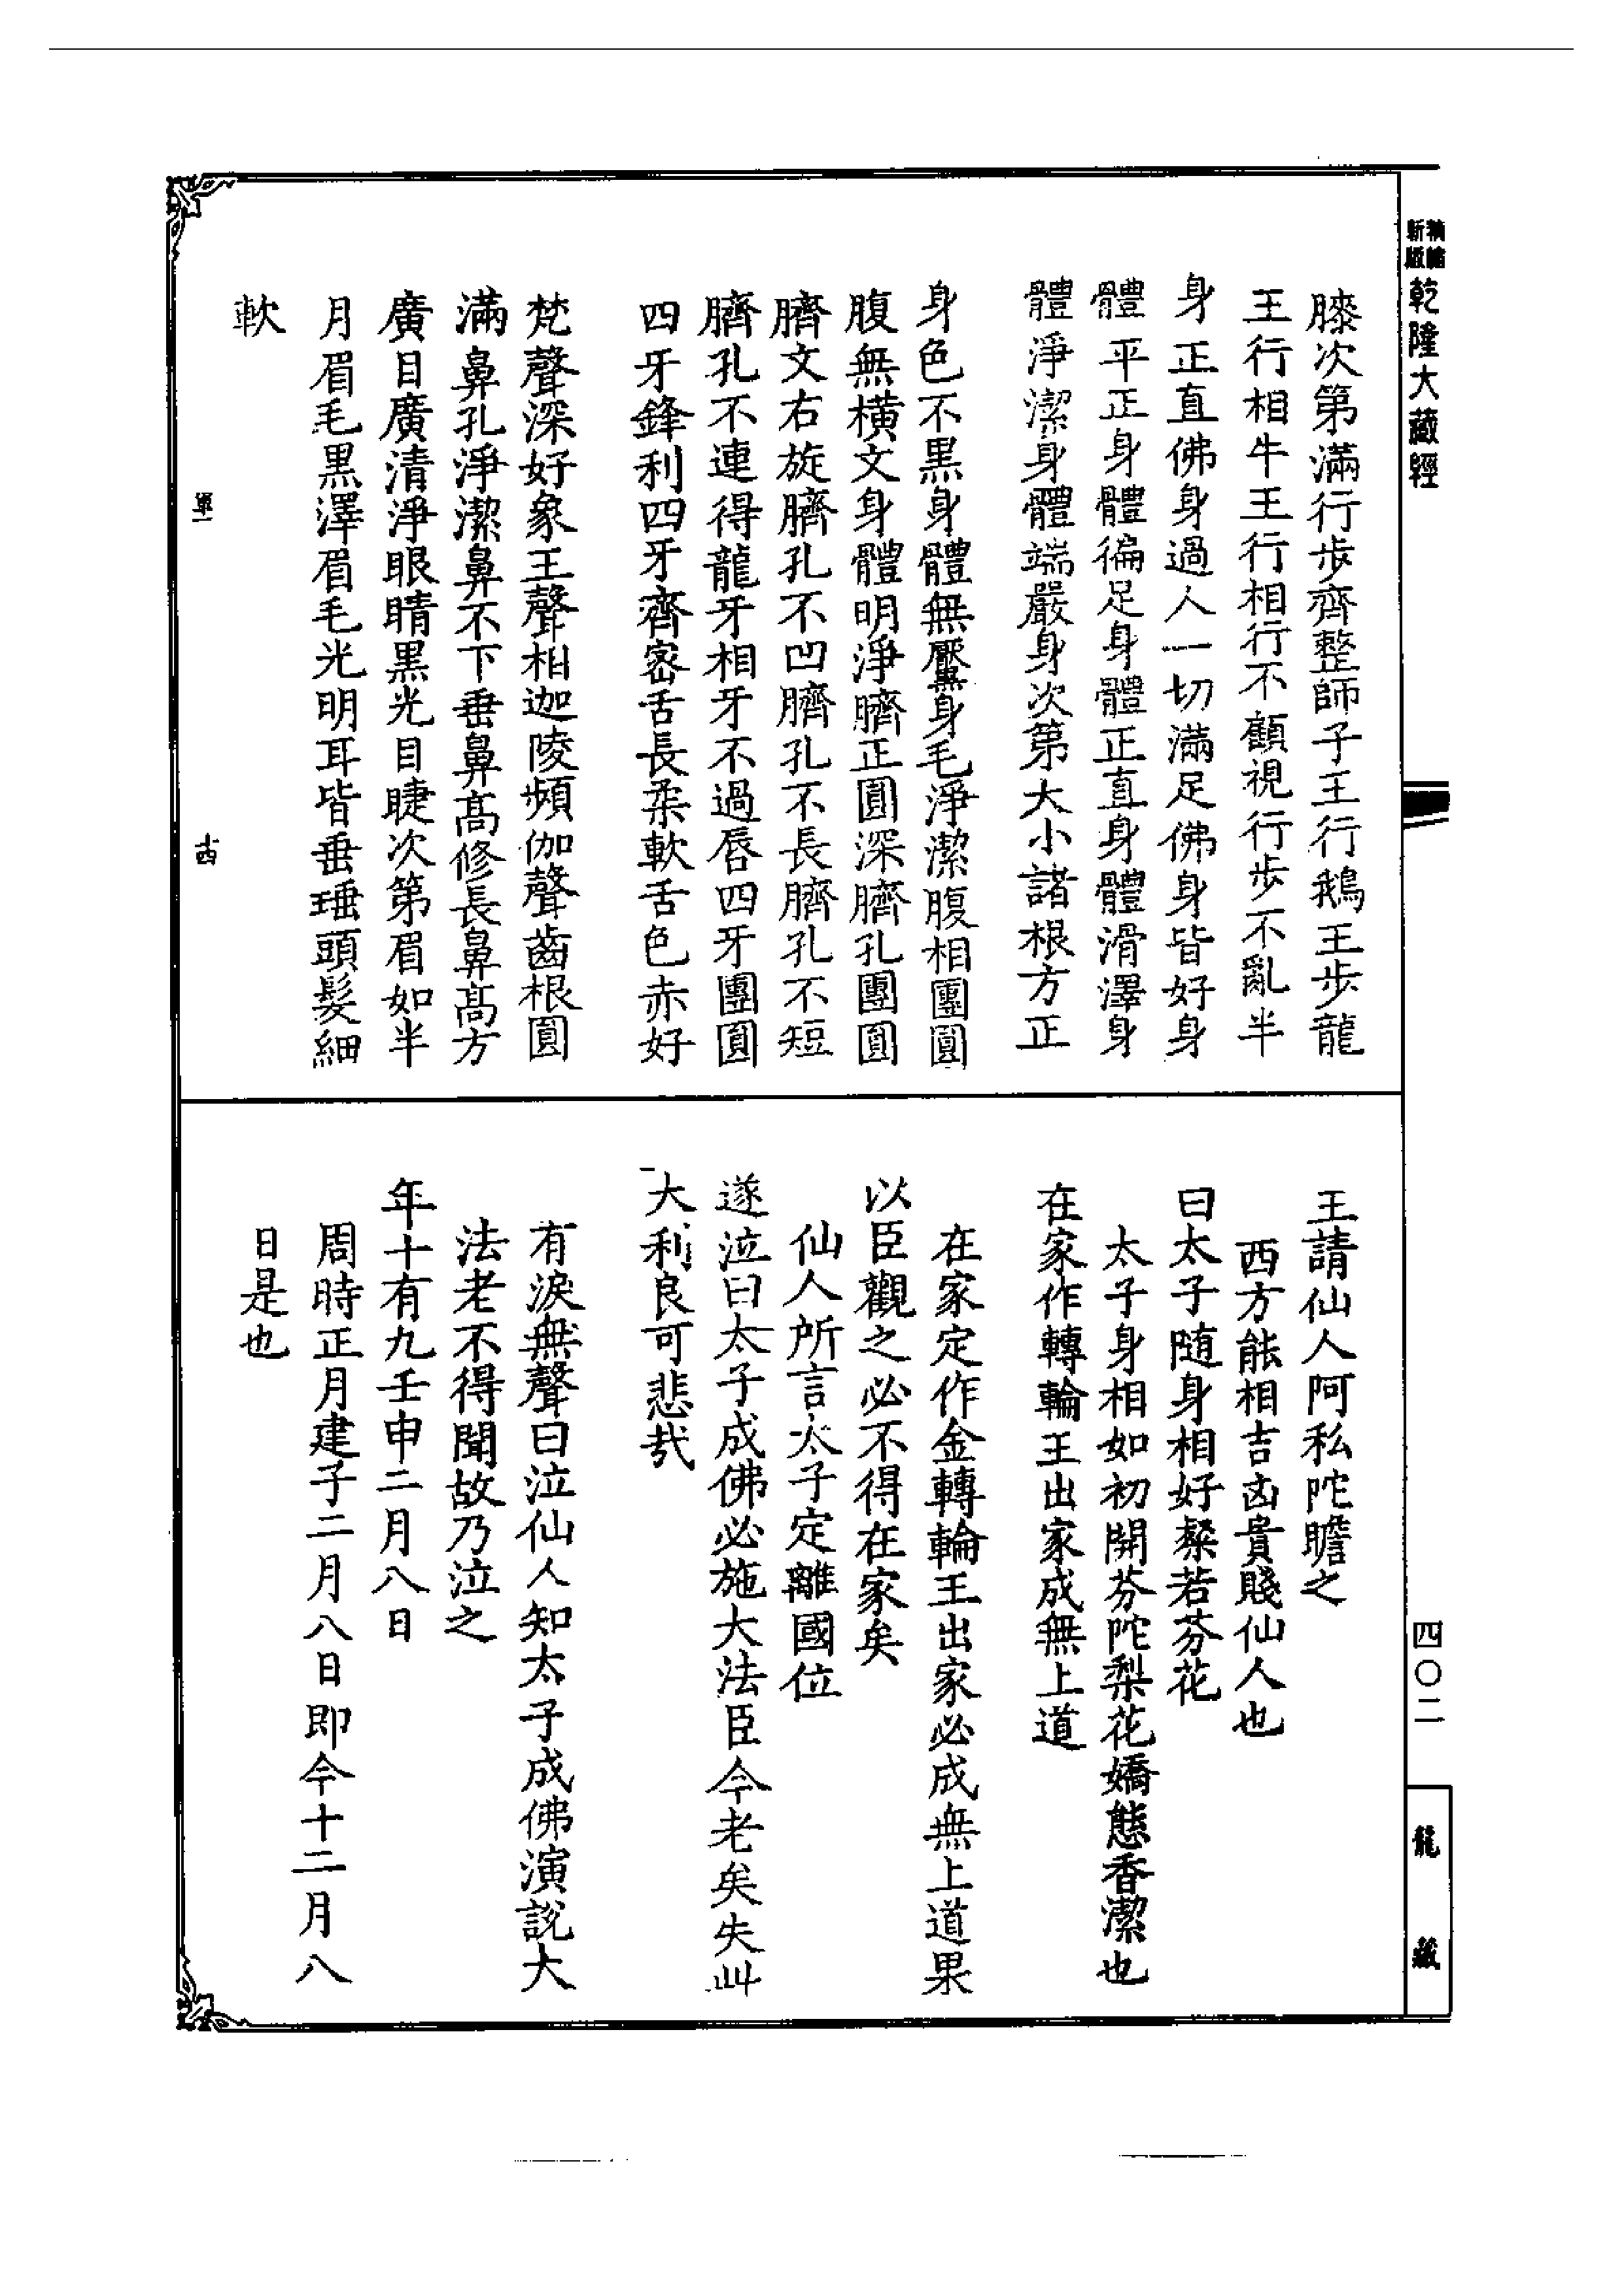 精縮新版乾隆大藏經
四〇二
龍藏
膝次第滿行步齊整師子王行鵝王步龍
王行相牛王行相行不顧視行步不亂半
身正直佛身過人一切滿足佛身皆好身
體平正身體徧足身體正直身體滑澤身
體淨潔身體端嚴身次第大小諸根方正
身色不黑身體無黶身毛淨潔腹相團圓
腹無橫文身體明淨臍正圓深臍孔團圓
臍文右旋臍孔不凹臍孔不長臍孔不短
臍孔不連得龍牙相牙不過唇四牙團圓
四牙鋒利四牙齊密舌長柔軟舌色赤好
梵聲深好象王聲相迦陵頻伽聲齒根圓
滿鼻孔淨潔鼻不下垂鼻高修長鼻高方
廣目廣清淨眼睛黑光目睫次第眉如半
月眉毛黑澤眉毛光明耳皆垂埵頭髮細
軟
單一
十四
王請仙人阿私陀瞻之
西方能相吉凶貴賤仙人也
曰太子隨身相好粲若芬花
太子身相如初開芬陀梨花嬌態香潔也
在家作轉輪王出家成無上道
在家定作金轉輪王出家必成無上道果
以臣觀之必不得在家矣
仙人所言太子定離國位
遂泣曰太子成佛必施大法臣今老矣失此
大利良可悲哉
有淚無聲曰泣仙人知太子成佛演說大
法老不得聞故乃泣之
年十有九壬申二月八日
周時正月建子二月八日即今十二月八
日是也